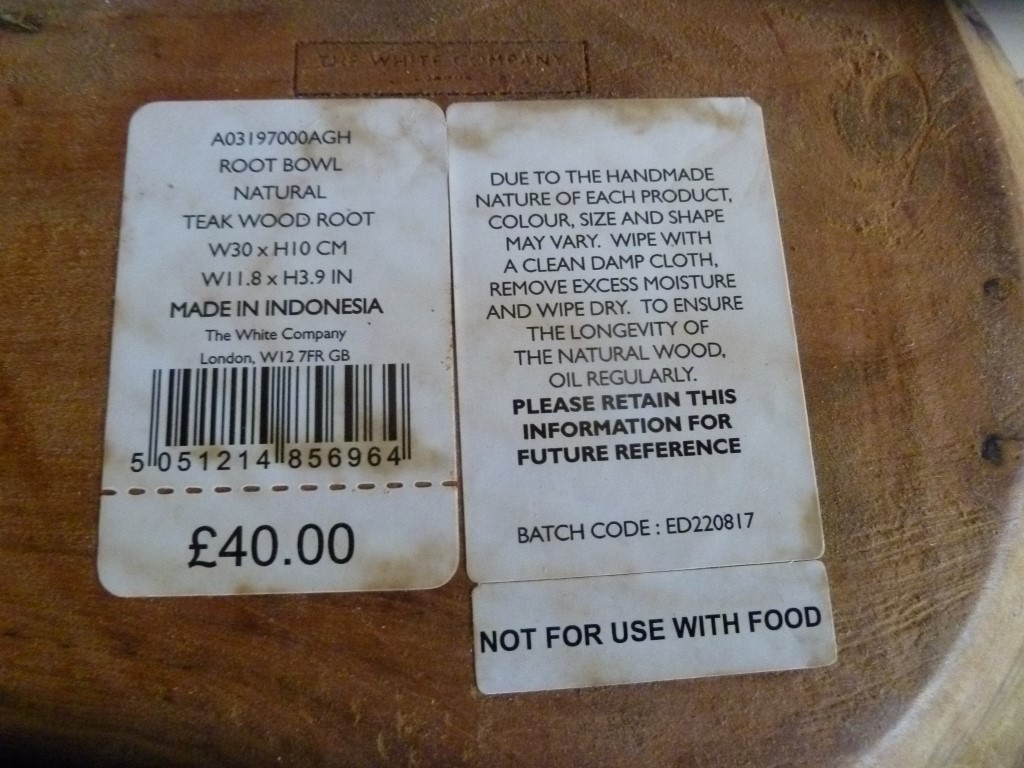 THE WHITE COMPANY
A03197000AGH
ROOT BOWL
NATURAL
TEAK WOOD ROOT
W30 x H10 CM
W11.8 x H3.9 IN
MADE IN INDONESIA
The White Company
London, W12 7FR GB
5 051214 856964
£40.00
DUE TO THE HANDMADE
NATURE OF EACH PRODUCT,
COLOUR, SIZE AND SHAPE
MAY VARY. WIPE WITH
A CLEAN DAMP CLOTH,
REMOVE EXCESS MOISTURE
AND WIPE DRY. TO ENSURE
THE LONGEVITY OF
THE NATURAL WOOD,
OIL REGULARLY.
PLEASE RETAIN THIS
INFORMATION FOR
FUTURE REFERENCE
BATCH CODE : ED220817
NOT FOR USE WITH FOOD